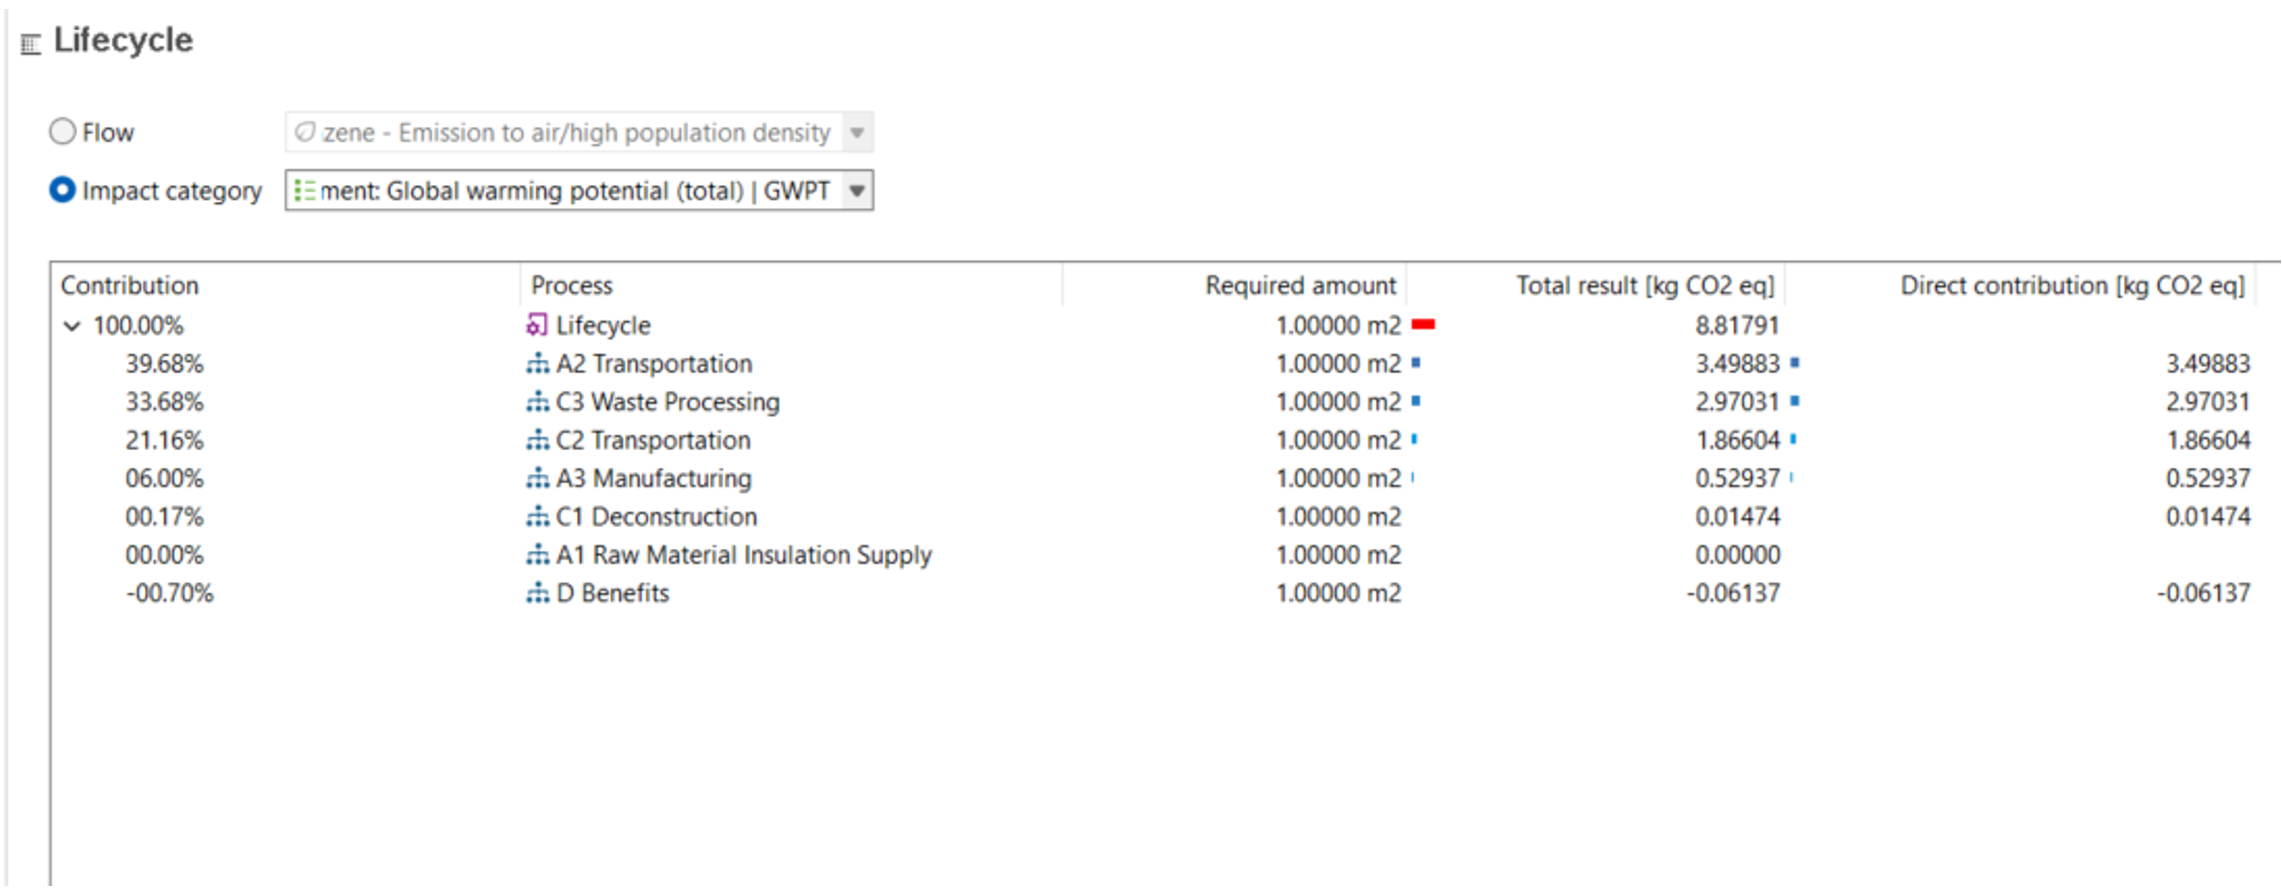 Lifecycle
Flow zene - Emission to air/high population density
Impact category ment: Global warming potential (total) | GWPT
Contribution Process Required amount Total result [kg CO2 eq] Direct contribution [kg CO2 eq]
100.00% Lifecycle 1.00000 m2 8.81791
39.68% A2 Transportation 1.00000 m2 3.49883 3.49883
33.68% C3 Waste Processing 1.00000 m2 2.97031 2.97031
21.16% C2 Transportation 1.00000 m2 1.86604 1.86604
06.00% A3 Manufacturing 1.00000 m2 0.52937 0.52937
00.17% C1 Deconstruction 1.00000 m2 0.01474 0.01474
00.00% A1 Raw Material Insulation Supply 1.00000 m2 0.00000
-00.70% D Benefits 1.00000 m2 -0.06137 -0.06137